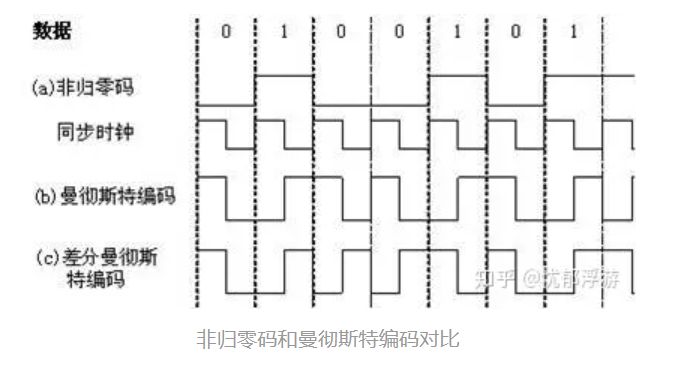 数据 0 1 0 0 1 0 1
(a)非归零码
同步时钟
(b)曼彻斯特编码
(c)差分曼彻斯
特编码
知乎 @忧郁浮游
非归零码和曼彻斯特编码对比